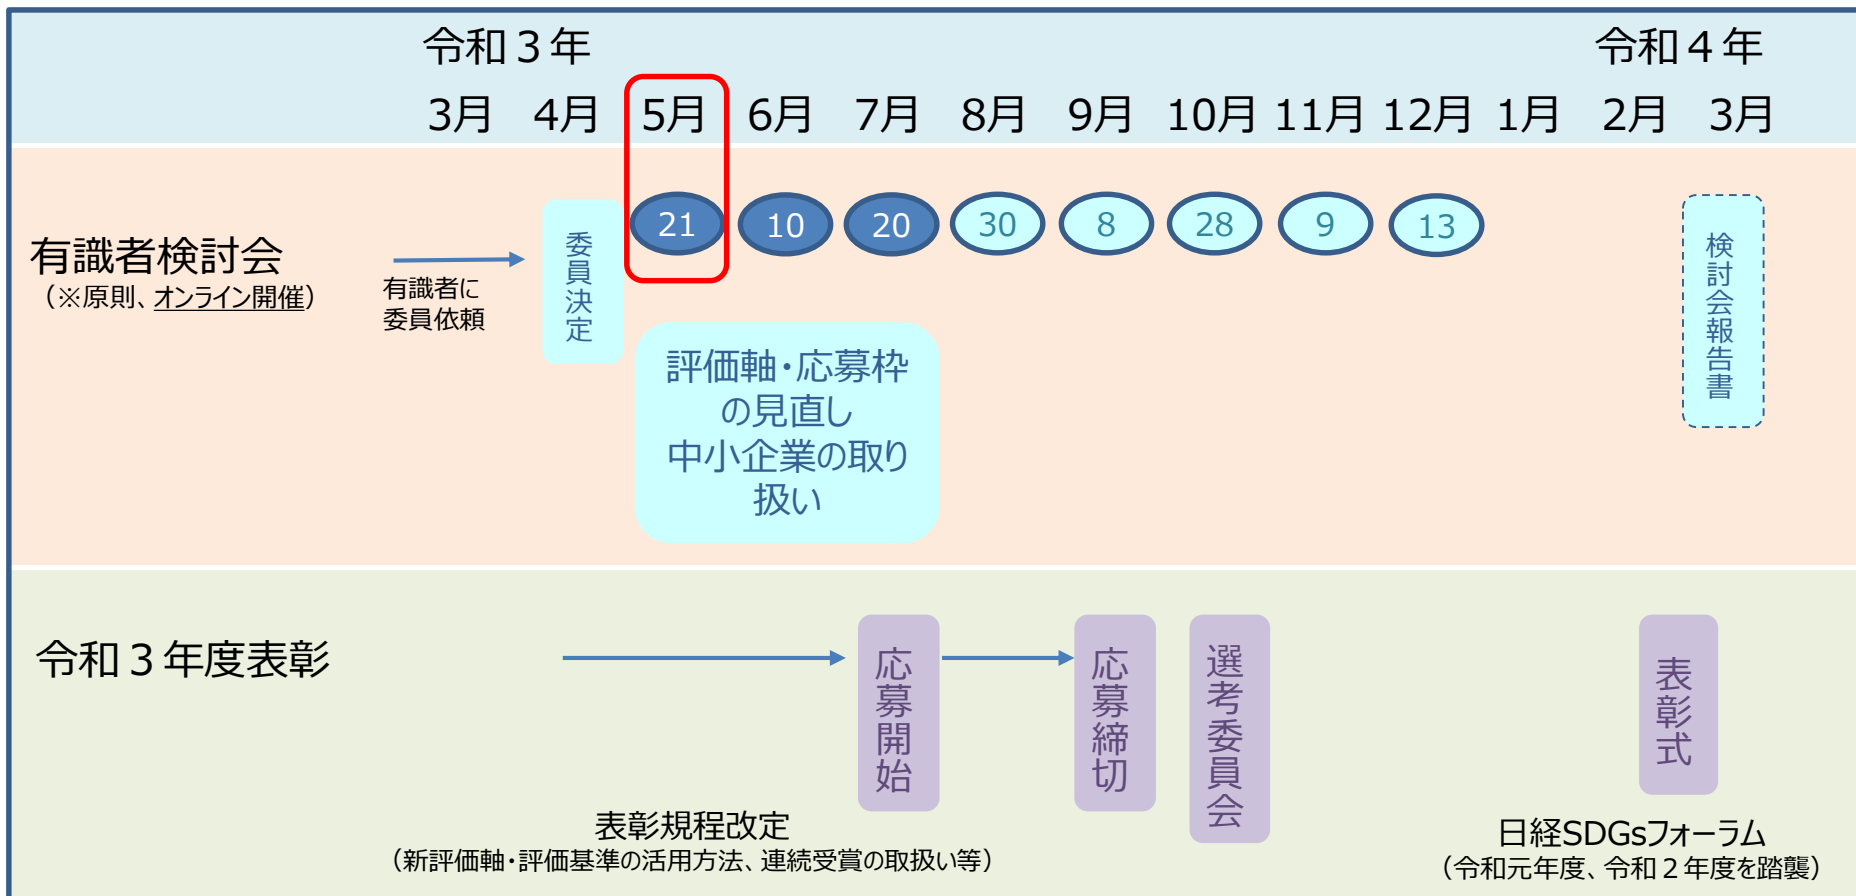 令和３年
令和４年
3月 4月 5月 6月 7月 8月 9月 10月 11月 12月 1月 2月 3月
有識者検討会
（※原則、オンライン開催）
有識者に
委員依頼
委員決定
21 10 20 30 8 28 9 13
検討会報告書
評価軸・応募枠
の見直し
中小企業の取り
扱い
令和３年度表彰
応募開始
応募締切
選考委員会
表彰式
表彰規程改定
（新評価軸・評価基準の活用方法、連続受賞の取扱い等）
日経SDGsフォーラム
（令和元年度、令和２年度を踏襲）